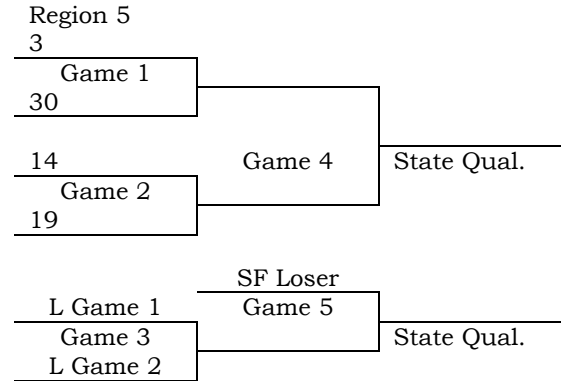 Region 5
3
Game 1
30
14
Game 4
State Qual.
Game 2
19
SF Loser
L Game 1
Game 5
Game 3
State Qual.
L Game 2